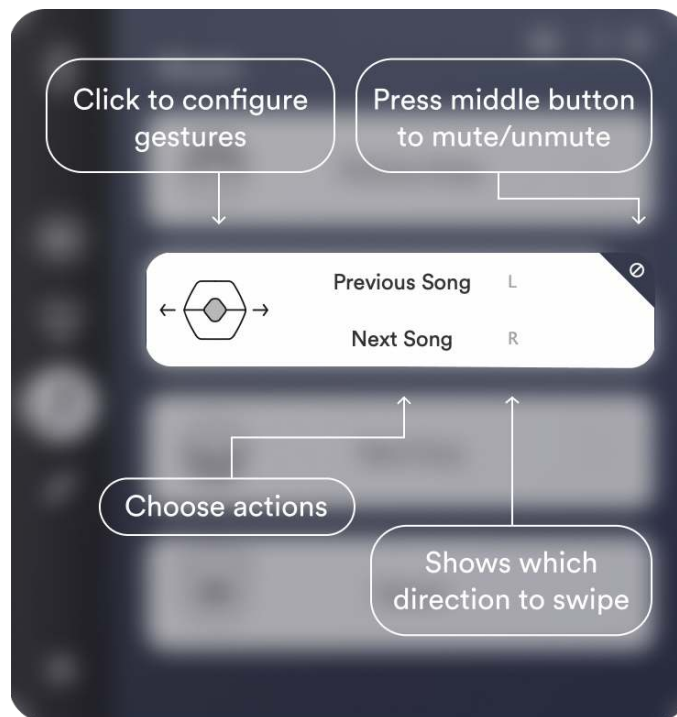 Click to configure
gestures
Press middle button
to mute/unmute
Previous Song L
Next Song R
Choose actions
Shows which
direction to swipe